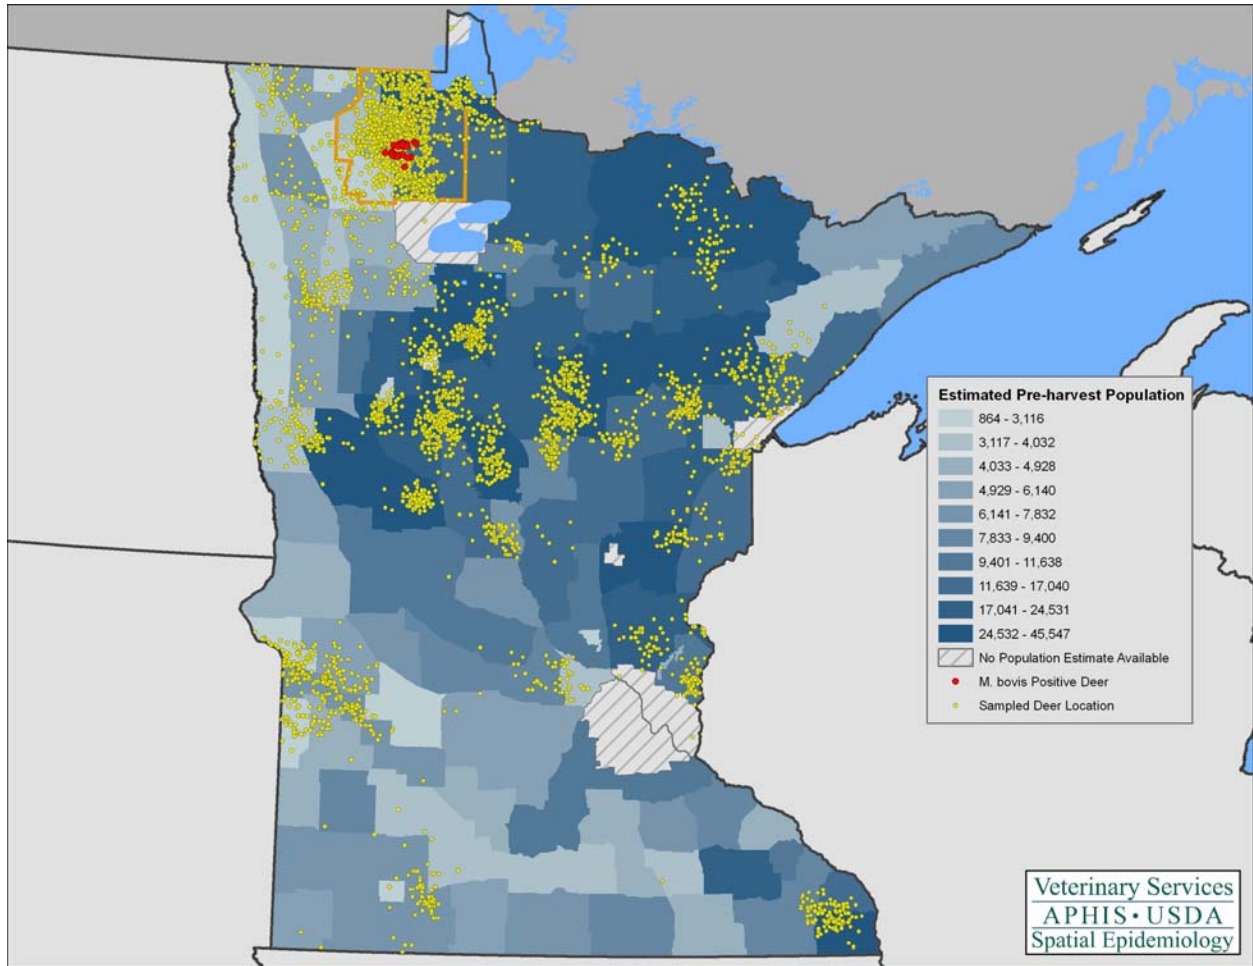 Estimated Pre-harvest Population
864 - 3,116
3,117 - 4,032
4,033 - 4,928
4,929 - 6,140
6,141 - 7,832
7,833 - 9,400
9,401 - 11,638
11,639 - 17,040
17,041 - 24,531
24,532 - 45,547
No Population Estimate Available
M. bovis Positive Deer
Sampled Deer Location
Veterinary Services
APHIS • USDA
Spatial Epidemiology